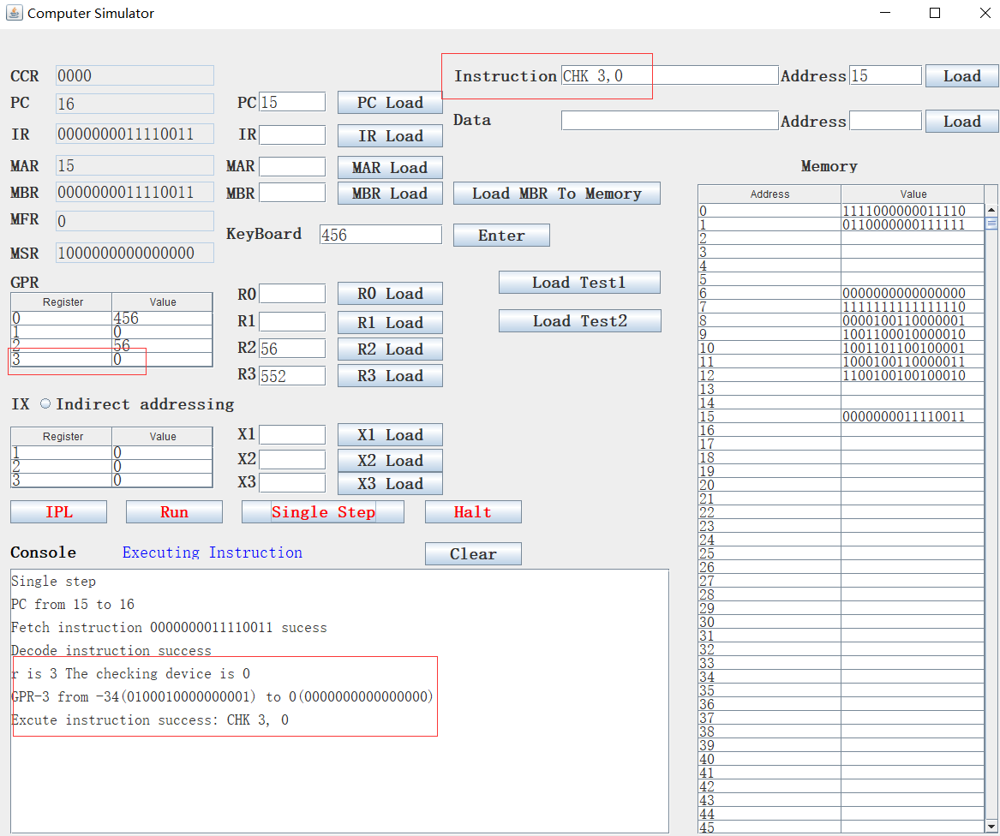 Computer Simulator
CCR 0000
Instruction CHK 3,0 Address 15 Load
PC 16 PC 15 PC Load
Data Address Load
IR 0000000011110011 IR IR Load
MAR 15 MAR MAR Load
Memory
MBR 0000000011110011 MBR MBR Load Load MBR To Memory
MFR 0
KeyBoard 456 Enter
MSR 1000000000000000
GPR
Register Value
0 456
1 0
2 56
3 0
R0 R0 Load
R1 R1 Load
R2 56 R2 Load
R3 552 R3 Load
Load Test1
Load Test2
IX Indirect addressing
Register Value
1 0
2 0
3 0
X1 X1 Load
X2 X2 Load
X3 X3 Load
IPL Run Single Step Halt
Console Executing Instruction Clear
Single step
PC from 15 to 16
Fetch instruction 0000000011110011 sucess
Decode instruction success
r is 3 The checking device is 0
GPR-3 from -34(0100010000000001) to 0(0000000000000000)
Excute instruction success: CHK 3, 0
Address Value
0 1111000000011110
1 0110000000111111
2
3
4
5
6 0000000000000000
7 1111111111111110
8 0000100110000001
9 1001100010000010
10 1001101100100001
11 1000100110000011
12 1100100100100010
13
14
15 0000000011110011
16
17
18
19
20
21
22
23
24
25
26
27
28
29
30
31
32
33
34
35
36
37
38
39
40
41
42
43
44
45